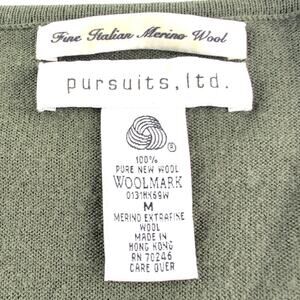 Fine Italian Merino Wool
pursuits, ltd.
®
100%
PURE NEW WOOL
WOOLMARK
0131MK69W
M
MERINO EXTRAFINE
WOOL
MADE IN
HONG KONG
RN 70246
CARE OVER